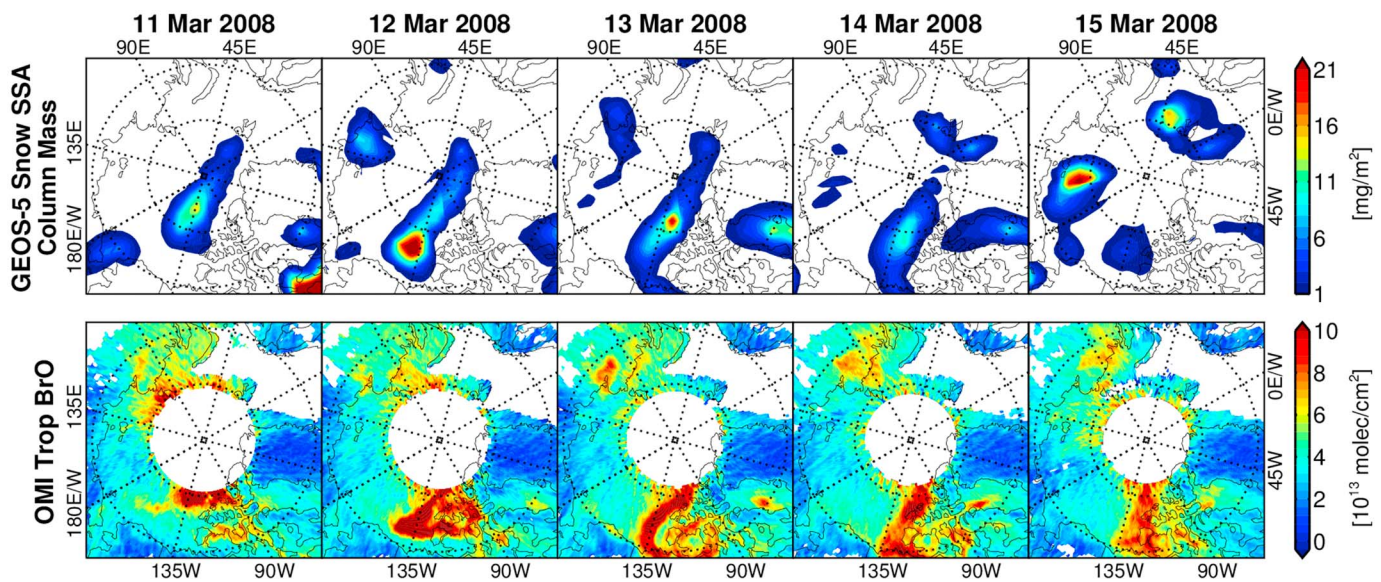 11 Mar 2008 12 Mar 2008 13 Mar 2008 14 Mar 2008 15 Mar 2008
90E 45E 90E 45E 90E 45E 90E 45E 90E 45E
GEOS-5 Snow SSA
Column Mass
135E
180E/W
0E/W
45W
21
16
11
6
1
[mg/m²]
OMI Trop BrO
135E
180E/W
0E/W
45W
10
8
6
4
2
0
[10¹³ molec/cm²]
135W 90W 135W 90W 135W 90W 135W 90W 135W 90W